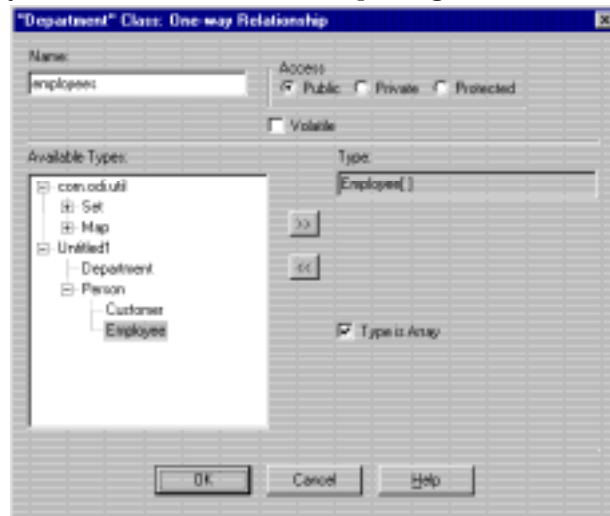 "Department" Class: One-way Relationship
Name:
employees
Access
Public Private Protected
Volatile
Available Types:
Type:
com.odi.util
Set
Map
Untitled1
Department
Person
Customer
Employee
Employee[ ]
>>
<<
Type is Array
OK Cancel Help